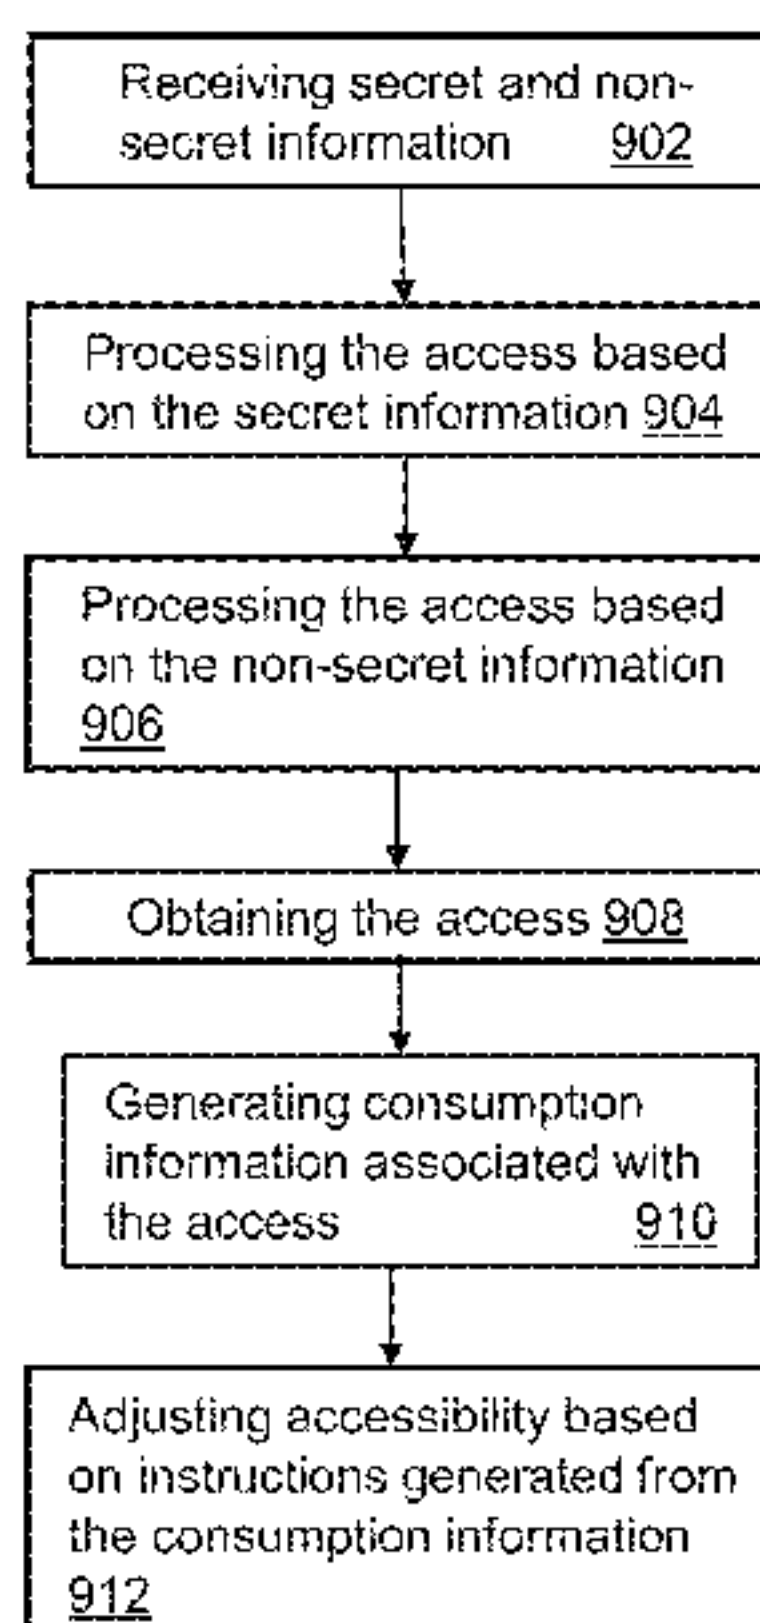 Receiving secret and non-
secret information 902
Processing the access based
on the secret information 904
Processing the access based
on the non-secret information
906
Obtaining the access 908
Generating consumption
information associated with
the access 910
Adjusting accessibility based
on instructions generated from
the consumption information
912